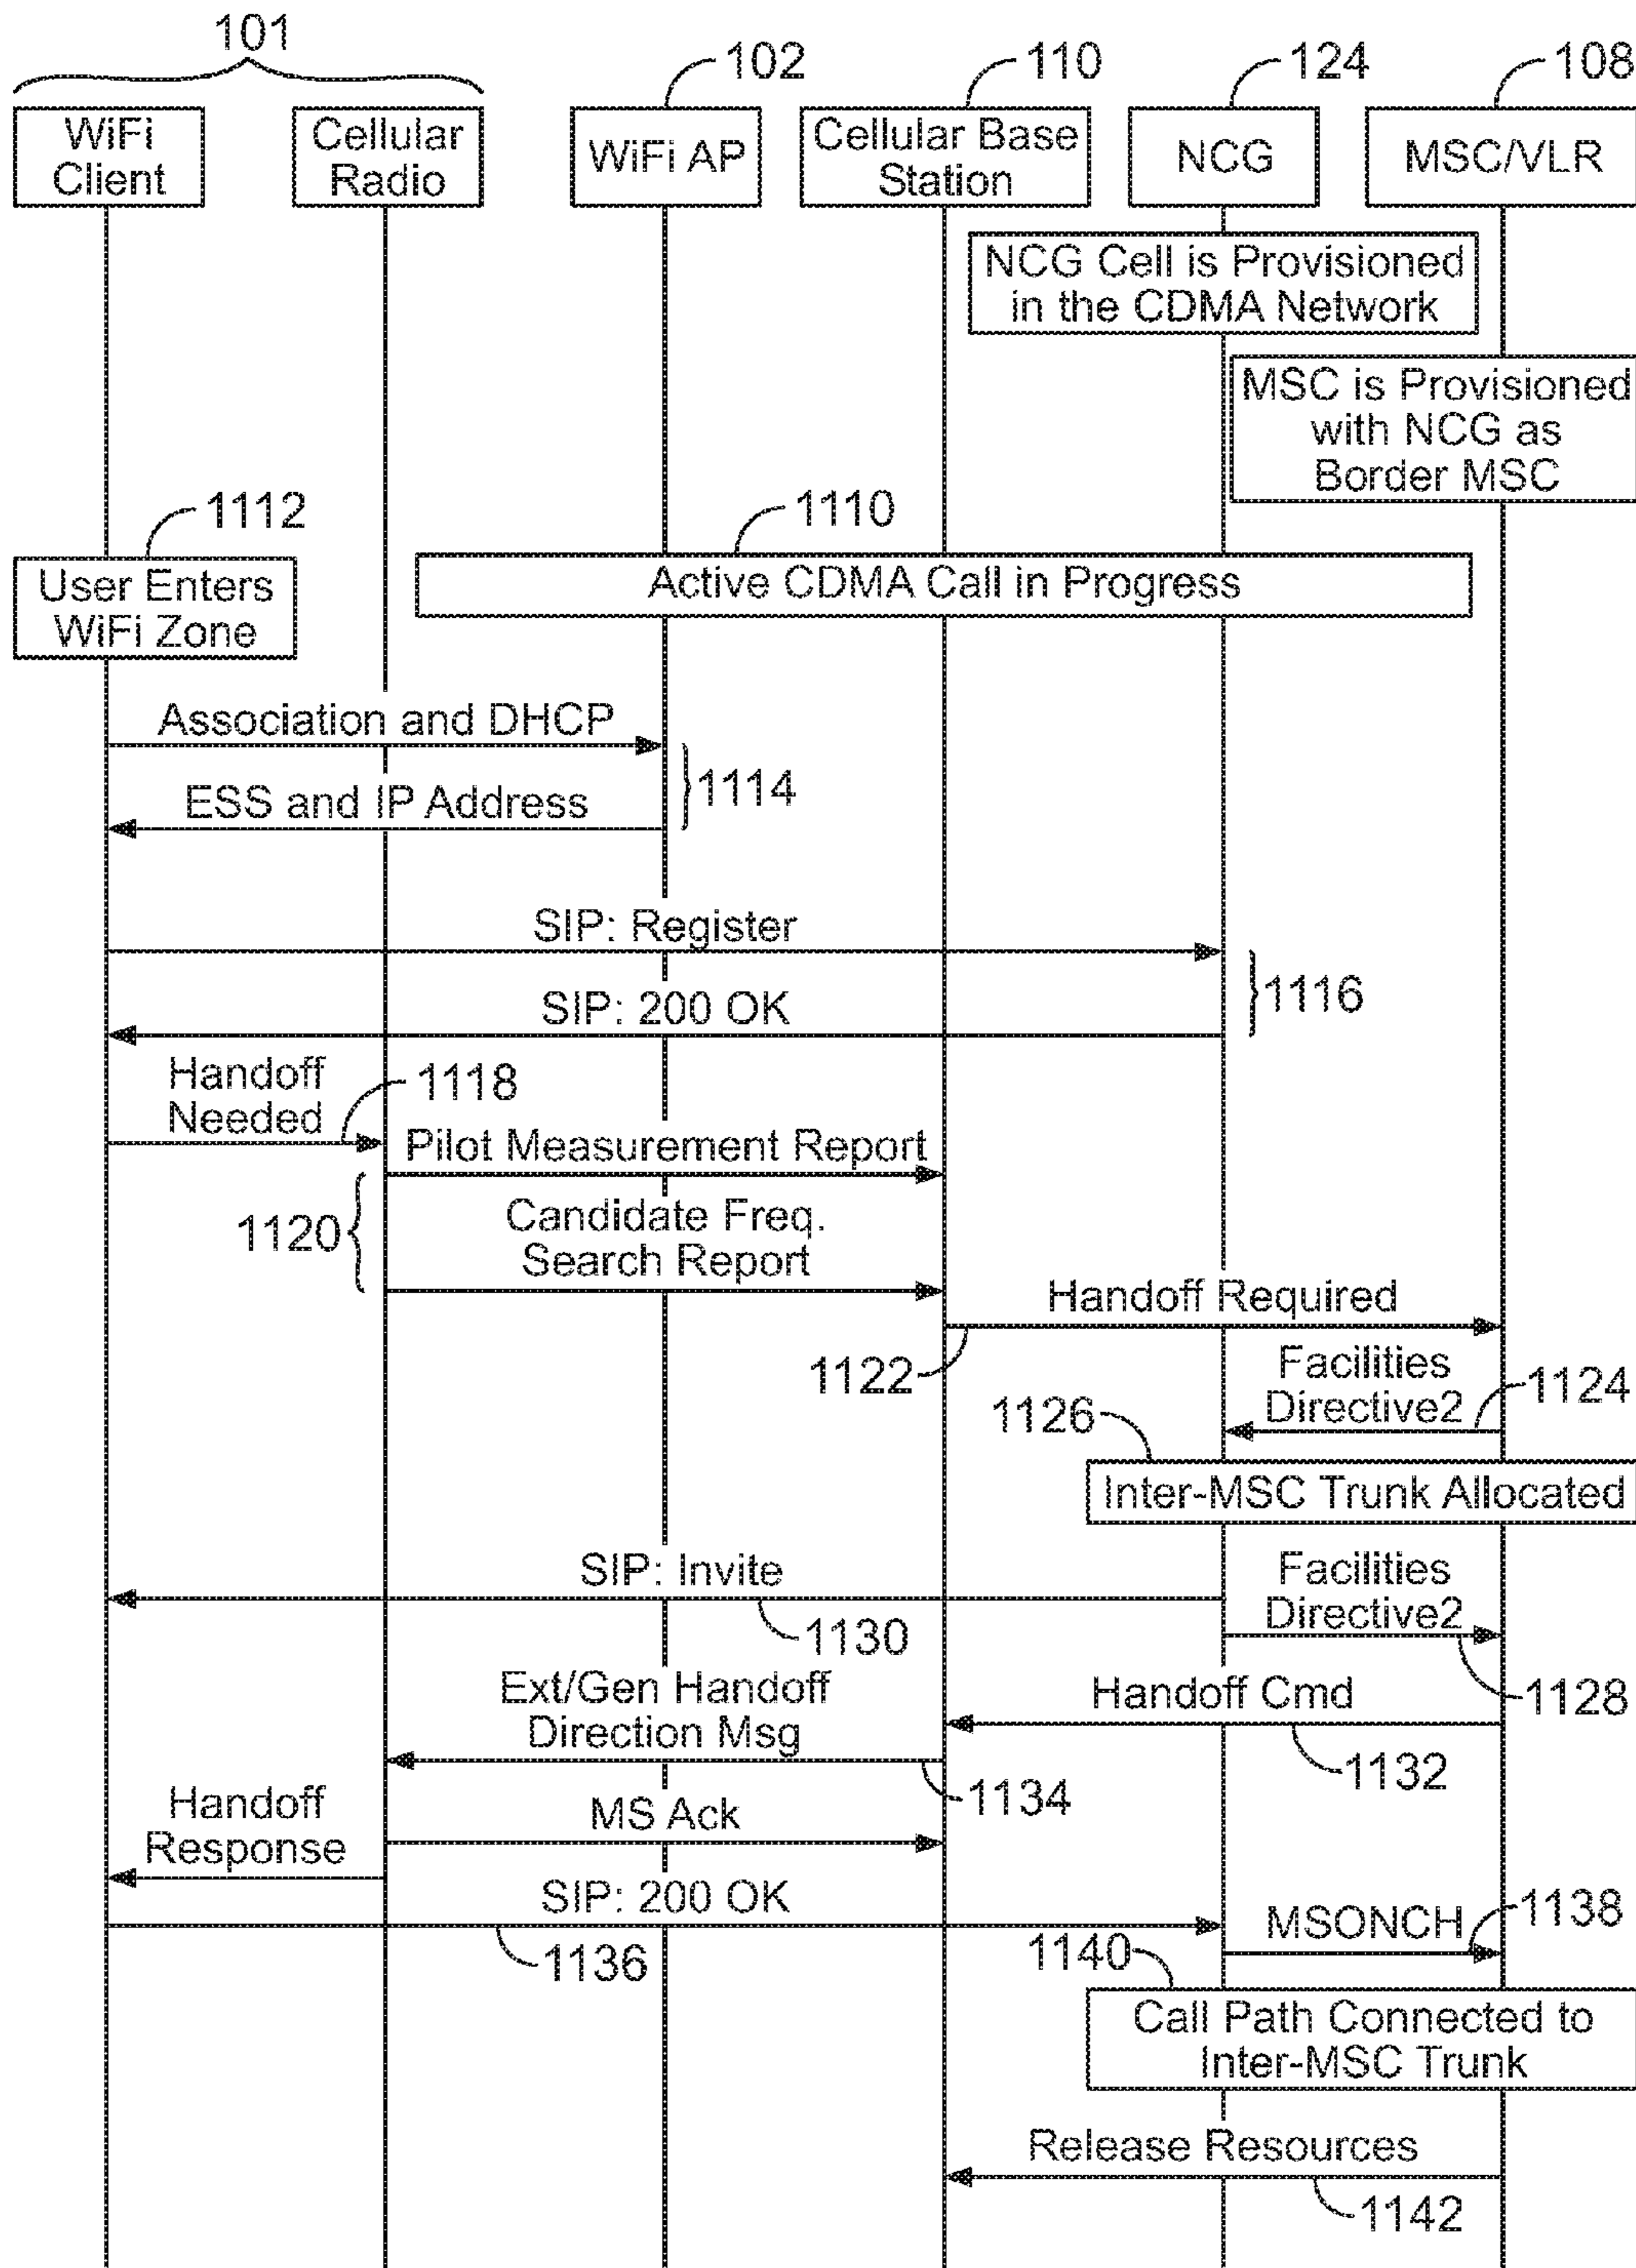 101
102
110
124
108
WiFi
Client
Cellular
Radio
WiFi AP
Cellular Base
Station
NCG
MSC/VLR
NCG Cell is Provisioned
in the CDMA Network
MSC is Provisioned
with NCG as
Border MSC
1112
1110
User Enters
WiFi Zone
Active CDMA Call in Progress
Association and DHCP
1114
ESS and IP Address
SIP: Register
1116
SIP: 200 OK
Handoff
Needed
1118
Pilot Measurement Report
1120
Candidate Freq.
Search Report
Handoff Required
1122
Facilities
Directive2
1124
1126
Inter-MSC Trunk Allocated
SIP: Invite
1130
Facilities
Directive2
1128
Ext/Gen Handoff
Direction Msg
Handoff Cmd
1132
1134
Handoff
Response
MS Ack
SIP: 200 OK
1136
MSONCH
1138
1140
Call Path Connected to
Inter-MSC Trunk
Release Resources
1142